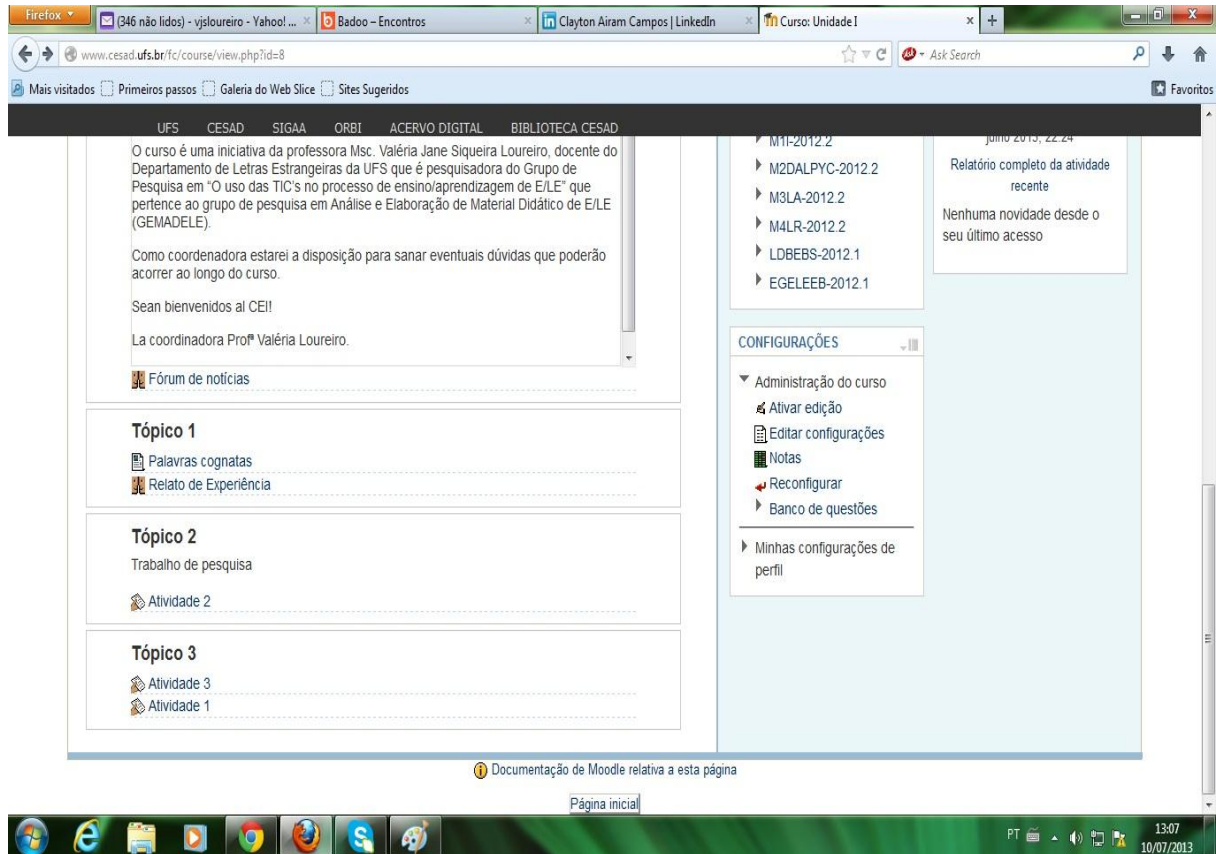 Firefox
(346 não lidos) - vjsloureiro - Yahoo! ...
Badoo – Encontros
Clayton Airam Campos | LinkedIn
Curso: Unidade I
www.cesad.ufs.br/fc/course/view.php?id=8
Ask Search
Mais visitados
Primeiros passos
Galeria do Web Slice
Sites Sugeridos
Favoritos
UFS CESAD SIGAA ORBI ACERVO DIGITAL BIBLIOTECA CESAD
O curso é uma iniciativa da professora Msc. Valéria Jane Siqueira Loureiro, docente do
Departamento de Letras Estrangeiras da UFS que é pesquisadora do Grupo de
Pesquisa em “O uso das TIC's no processo de ensino/aprendizagem de E/LE” que
pertence ao grupo de pesquisa em Análise e Elaboração de Material Didático de E/LE
(GEMADELE).
Como coordenadora estarei a disposição para sanar eventuais dúvidas que poderão
acorrer ao longo do curso.
Sean bienvenidos al CEI!
La coordinadora Profª Valéria Loureiro.
Fórum de notícias
Tópico 1
Palavras cognatas
Relato de Experiência
Tópico 2
Trabalho de pesquisa
Atividade 2
Tópico 3
Atividade 3
Atividade 1
M1I-2012.2
M2DALPYC-2012.2
M3LA-2012.2
M4LR-2012.2
LDBEBS-2012.1
EGELEEB-2012.1
CONFIGURAÇÕES
Administração do curso
Ativar edição
Editar configurações
Notas
Reconfigurar
Banco de questões
Minhas configurações de
perfil
julho 2013, 22:24
Relatório completo da atividade
recente
Nenhuma novidade desde o
seu último acesso
Documentação de Moodle relativa a esta página
Página inicial
PT
13:07
10/07/2013